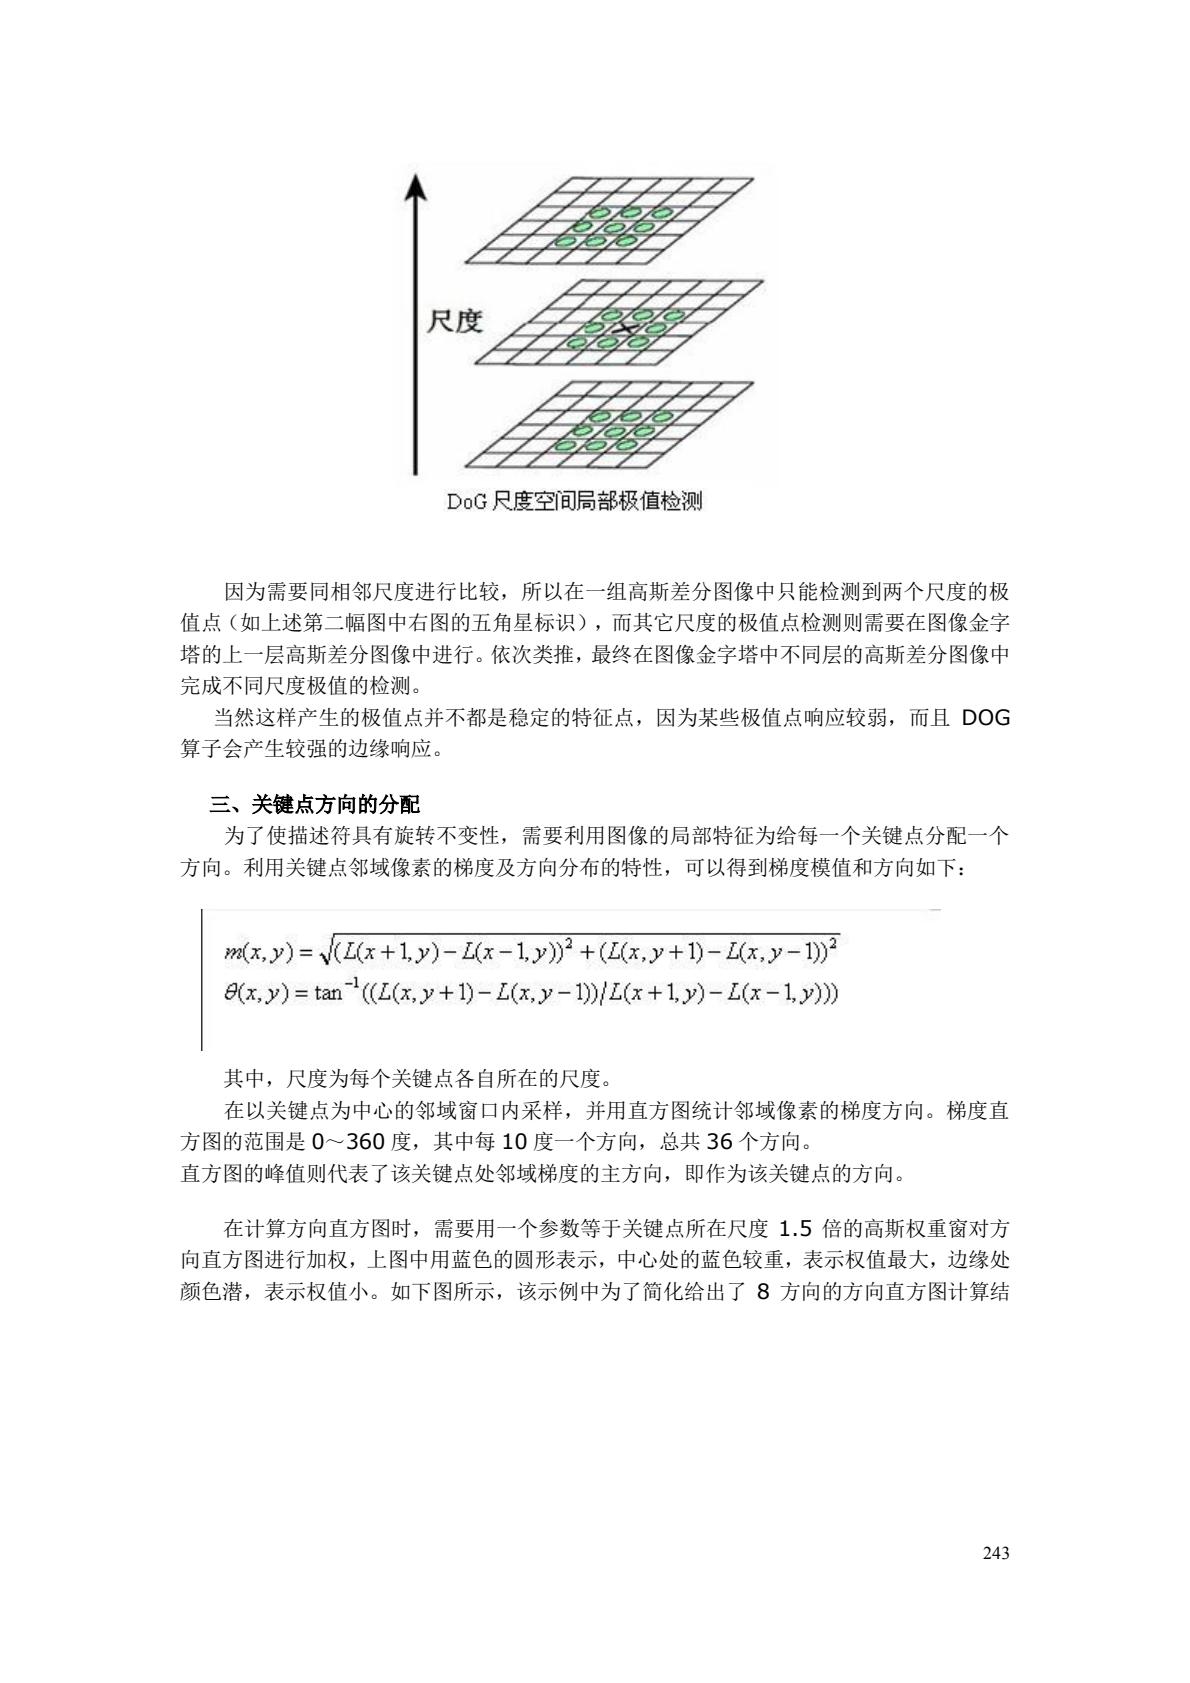 尺度
DoG 尺度空间局部极值检测
因为需要同相邻尺度进行比较，所以在一组高斯差分图像中只能检测到两个尺度的极
值点（如上述第二幅图中右图的五角星标识），而其它尺度的极值点检测则需要在图像金字
塔的上一层高斯差分图像中进行。依次类推，最终在图像金字塔中不同层的高斯差分图像中
完成不同尺度极值的检测。
当然这样产生的极值点并不都是稳定的特征点，因为某些极值点响应较弱，而且 DOG
算子会产生较强的边缘响应。
三、关键点方向的分配
为了使描述符具有旋转不变性，需要利用图像的局部特征为给每一个关键点分配一个
方向。利用关键点邻域像素的梯度及方向分布的特性，可以得到梯度模值和方向如下：
m(x, y) = √(L(x+1, y) − L(x−1, y))² + (L(x, y+1) − L(x, y−1))²
θ(x, y) = tan⁻¹((L(x, y+1) − L(x, y−1))/L(x+1, y) − L(x−1, y)))
其中，尺度为每个关键点各自所在的尺度。
在以关键点为中心的邻域窗口内采样，并用直方图统计邻域像素的梯度方向。梯度直
方图的范围是 0～360 度，其中每 10 度一个方向，总共 36 个方向。
直方图的峰值则代表了该关键点处邻域梯度的主方向，即作为该关键点的方向。
在计算方向直方图时，需要用一个参数等于关键点所在尺度 1.5 倍的高斯权重窗对方
向直方图进行加权，上图中用蓝色的圆形表示，中心处的蓝色较重，表示权值最大，边缘处
颜色潜，表示权值小。如下图所示，该示例中为了简化给出了 8 方向的方向直方图计算结
243